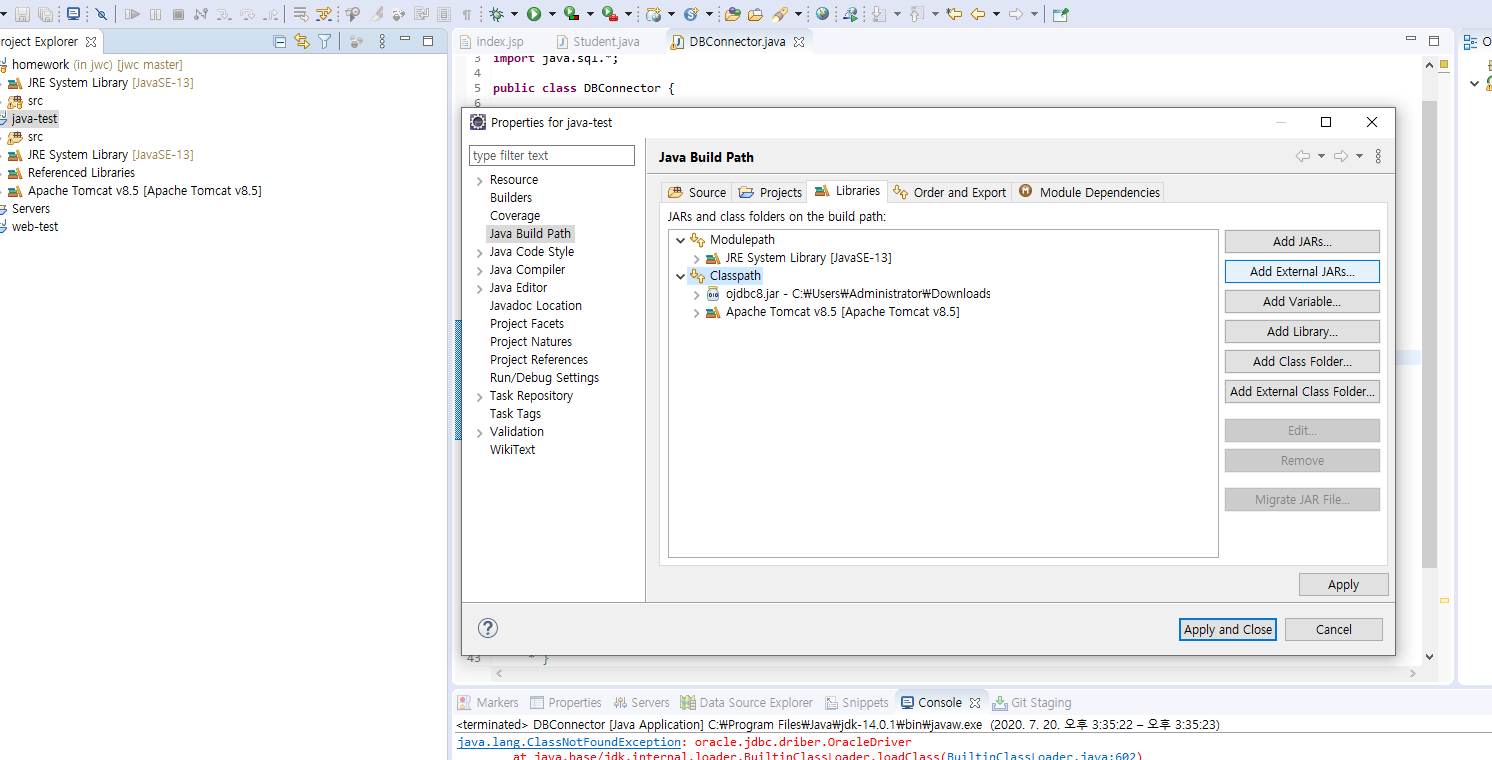 roject Explorer
index.jsp
Student.java
DBConnector.java
homework (in jwc) [jwc master]
JRE System Library [JavaSE-13]
src
java-test
src
JRE System Library [JavaSE-13]
Referenced Libraries
Apache Tomcat v8.5 [Apache Tomcat v8.5]
Servers
web-test
3 import java.sql.*;
4
5 public class DBConnector {
6
Properties for java-test
type filter text
Resource
Builders
Coverage
Java Build Path
Java Code Style
Java Compiler
Java Editor
Javadoc Location
Project Facets
Project Natures
Project References
Run/Debug Settings
Task Repository
Task Tags
Validation
WikiText
Java Build Path
Source
Projects
Libraries
Order and Export
Module Dependencies
JARs and class folders on the build path:
Modulepath
JRE System Library [JavaSE-13]
Classpath
ojdbc8.jar - C:₩Users₩Administrator₩Downloads
Apache Tomcat v8.5 [Apache Tomcat v8.5]
Add JARs...
Add External JARs...
Add Variable...
Add Library...
Add Class Folder...
Add External Class Folder...
Edit...
Remove
Migrate JAR File...
Apply
?
Apply and Close
Cancel
43 * }
Markers
Properties
Servers
Data Source Explorer
Snippets
Console
Git Staging
<terminated> DBConnector [Java Application] C:₩Program Files₩Java₩jdk-14.0.1₩bin₩javaw.exe (2020. 7. 20. 오후 3:35:22 – 오후 3:35:23)
java.lang.ClassNotFoundException: oracle.jdbc.driber.OracleDriver
at java.base/jdk.internal.loader.BuiltinClassLoader.loadClass(BuiltinClassLoader.java:602)